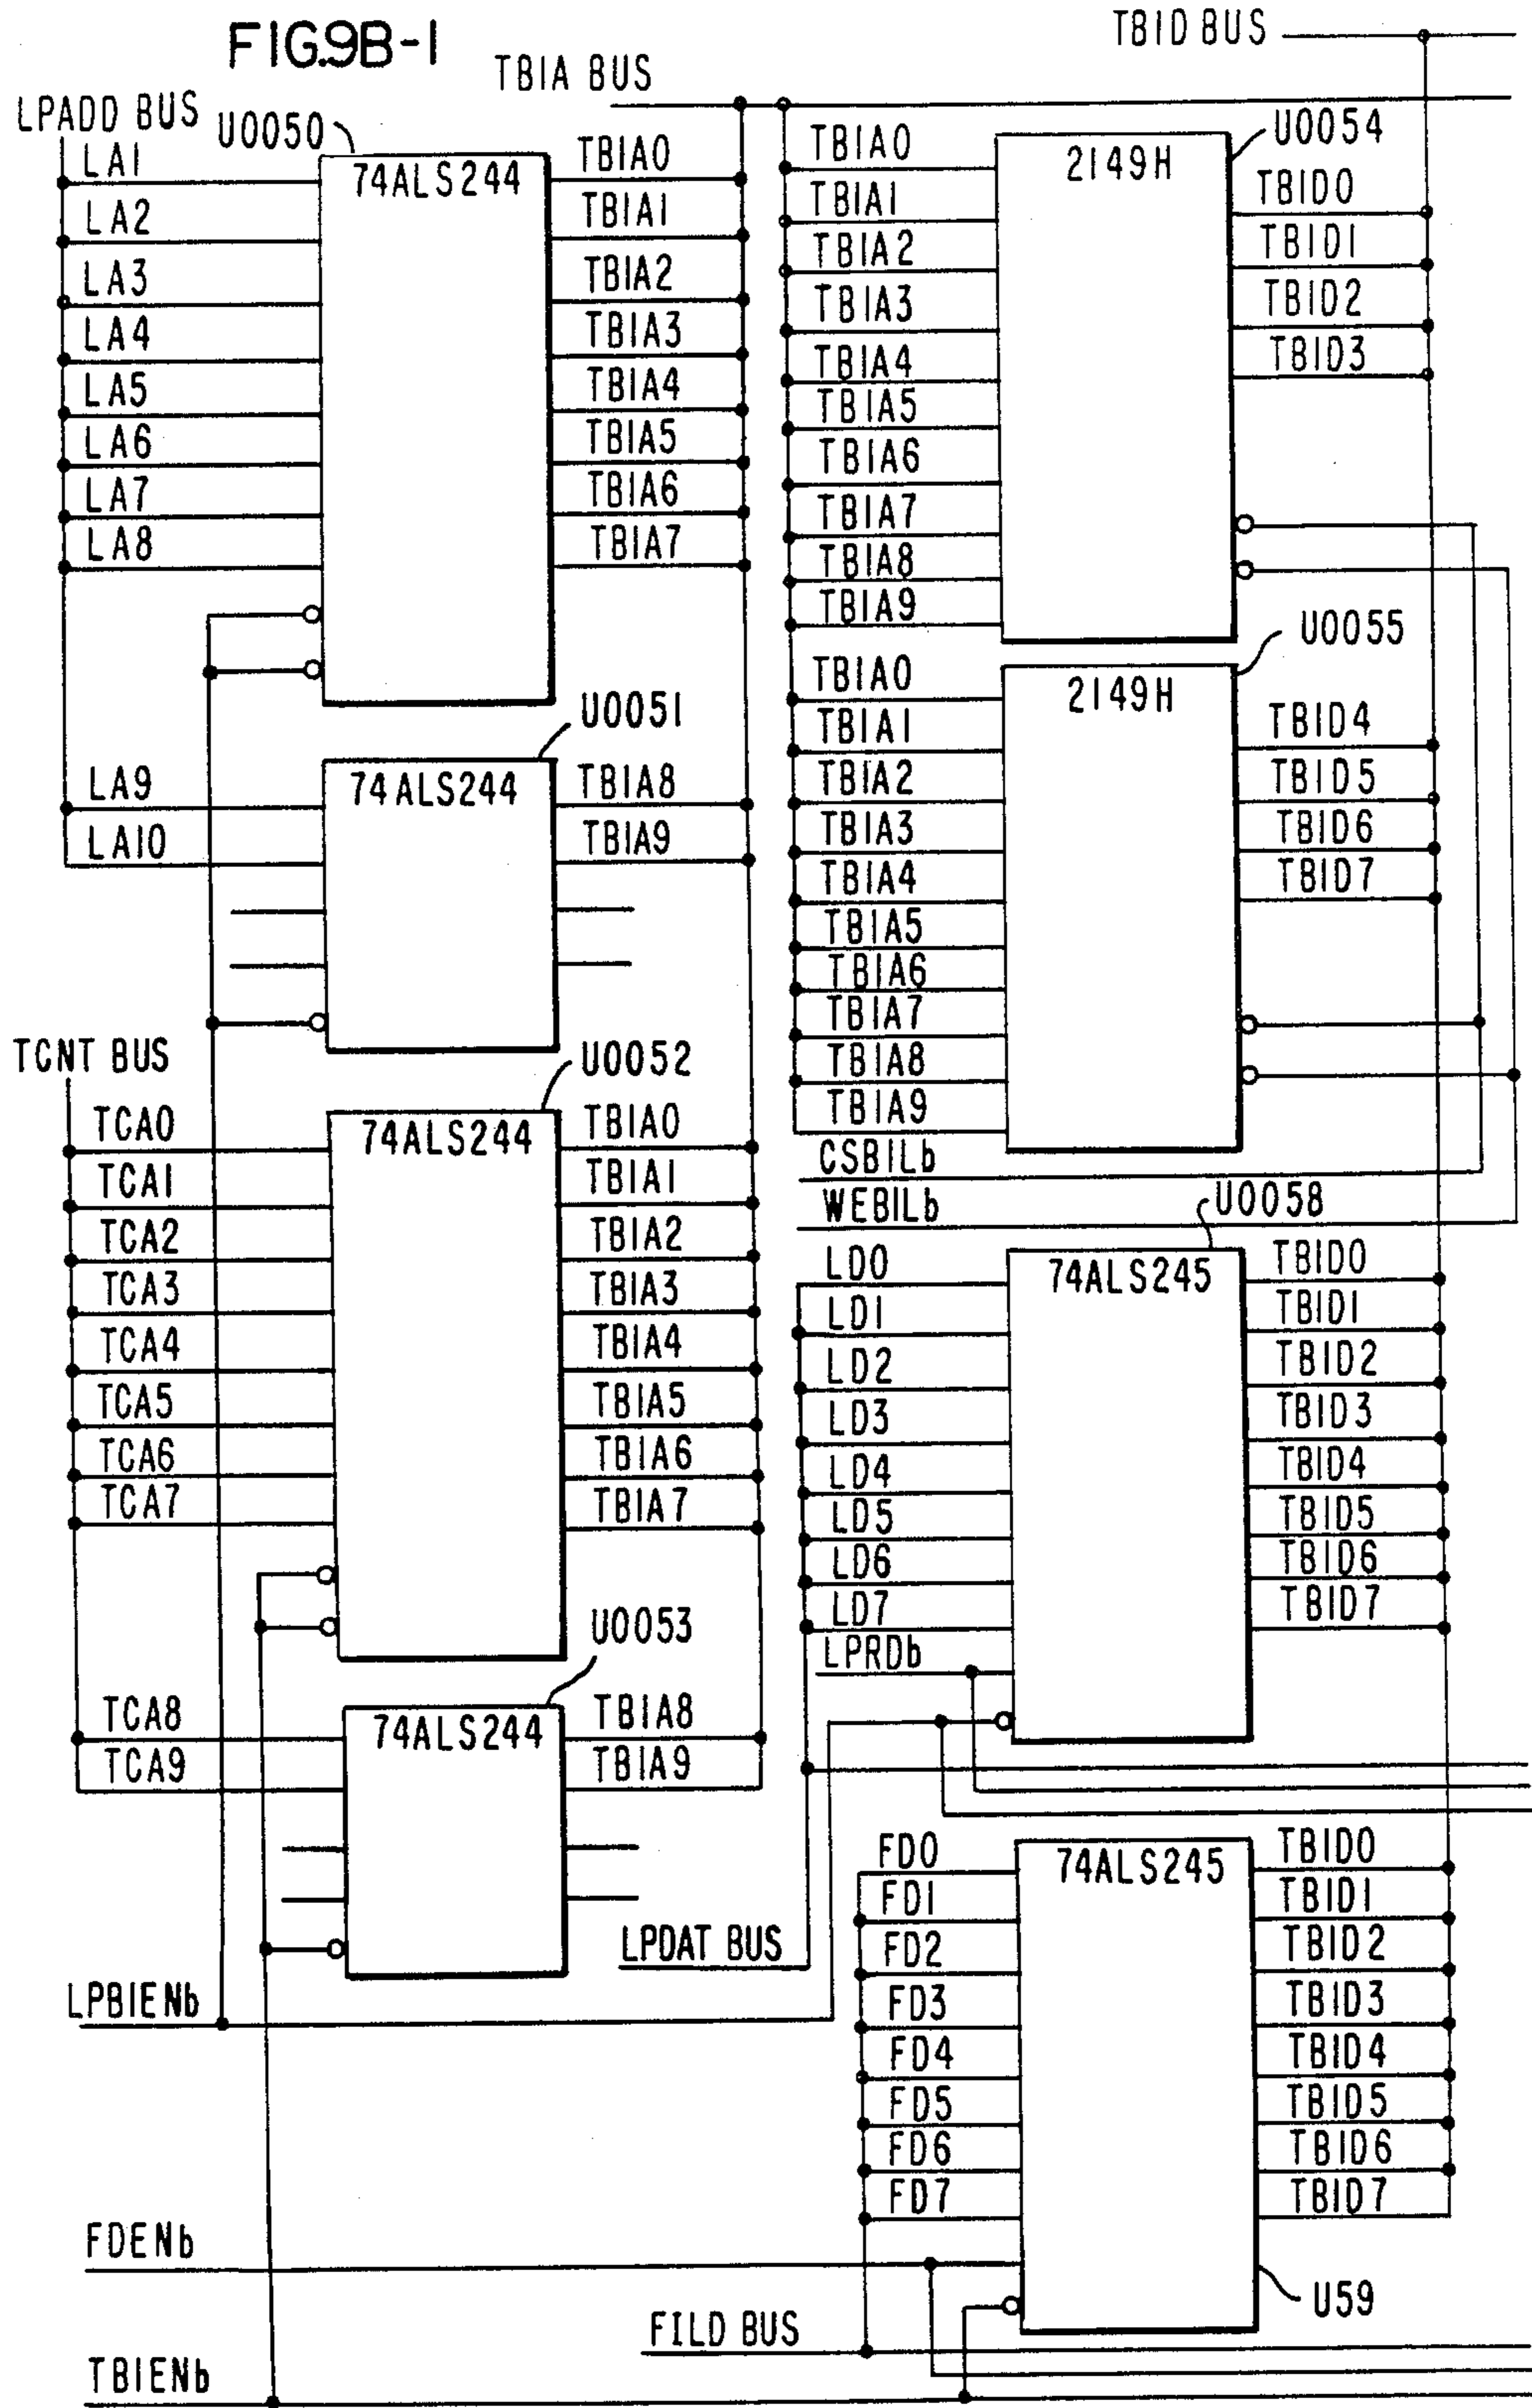 FIG.9B-1
TBID BUS
TBIA BUS
LPADD BUS
U0050
74ALS244
LA1
LA2
LA3
LA4
LA5
LA6
LA7
LA8
TBIA0
TBIA1
TBIA2
TBIA3
TBIA4
TBIA5
TBIA6
TBIA7
U0051
74ALS244
LA9
LA10
TBIA8
TBIA9
TCNT BUS
U0052
74ALS244
TCA0
TCA1
TCA2
TCA3
TCA4
TCA5
TCA6
TCA7
TBIA0
TBIA1
TBIA2
TBIA3
TBIA4
TBIA5
TBIA6
TBIA7
U0053
74ALS244
TCA8
TCA9
TBIA8
TBIA9
LPBIENb
FDENb
TBIENb
U0054
2149H
TBIA0
TBIA1
TBIA2
TBIA3
TBIA4
TBIA5
TBIA6
TBIA7
TBIA8
TBIA9
TBID0
TBID1
TBID2
TBID3
U0055
2149H
TBIA0
TBIA1
TBIA2
TBIA3
TBIA4
TBIA5
TBIA6
TBIA7
TBIA8
TBIA9
TBID4
TBID5
TBID6
TBID7
CSBILb
WEBILb
U0058
74ALS245
LD0
LD1
LD2
LD3
LD4
LD5
LD6
LD7
LPRDb
TBID0
TBID1
TBID2
TBID3
TBID4
TBID5
TBID6
TBID7
LPDAT BUS
74ALS245
FD0
FD1
FD2
FD3
FD4
FD5
FD6
FD7
TBID0
TBID1
TBID2
TBID3
TBID4
TBID5
TBID6
TBID7
U59
FILD BUS